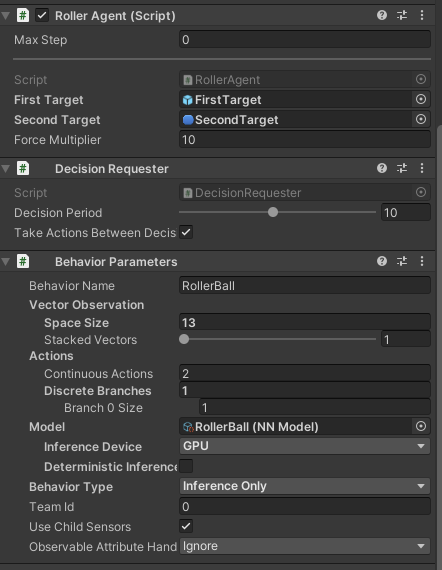 # Roller Agent (Script)
Max Step 0
Script # RollerAgent
First Target FirstTarget
Second Target SecondTarget
Force Multiplier 10
# Decision Requester
Script # DecisionRequester
Decision Period 10
Take Actions Between Decis
# Behavior Parameters
Behavior Name RollerBall
Vector Observation
Space Size 13
Stacked Vectors 1
Actions
Continuous Actions 2
Discrete Branches 1
Branch 0 Size 1
Model RollerBall (NN Model)
Inference Device GPU
Deterministic Inference
Behavior Type Inference Only
Team Id 0
Use Child Sensors
Observable Attribute Hand Ignore